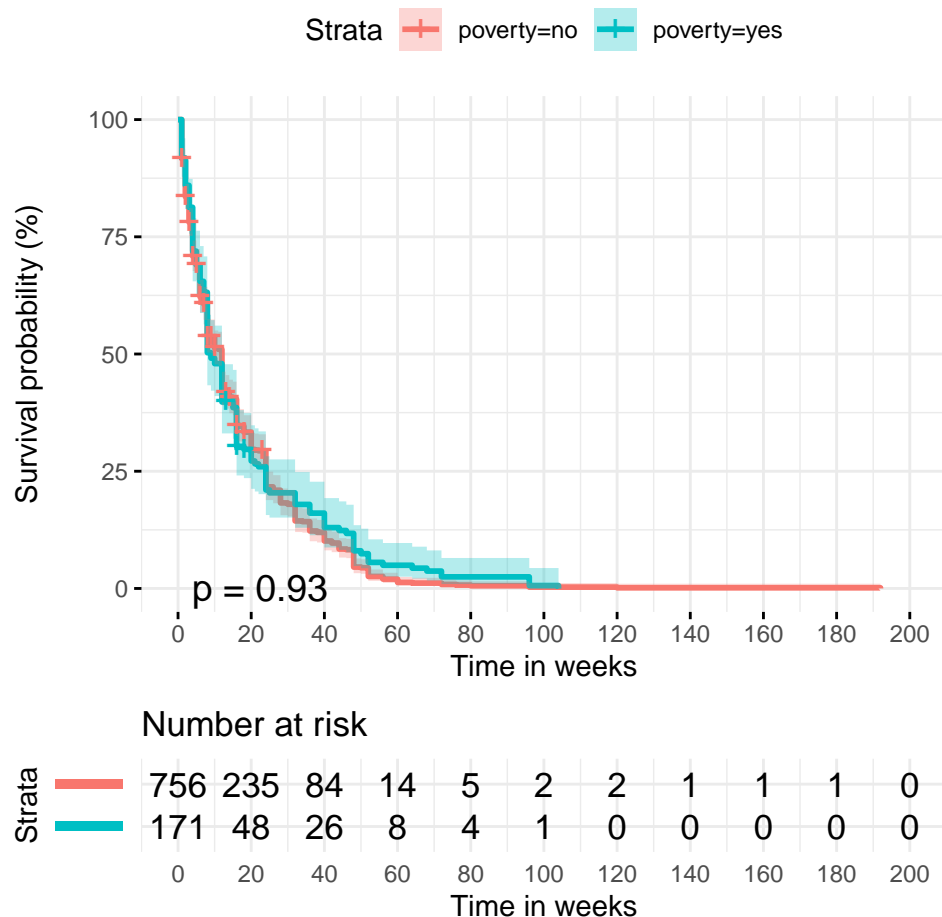 Strata poverty=no poverty=yes
Survival probability (%)
100
75
50
25
0
p = 0.93
0 20 40 60 80 100 120 140 160 180 200
Time in weeks
Number at risk
Strata
756 235 84 14 5 2 2 1 1 1 0
171 48 26 8 4 1 0 0 0 0 0
0 20 40 60 80 100 120 140 160 180 200
Time in weeks